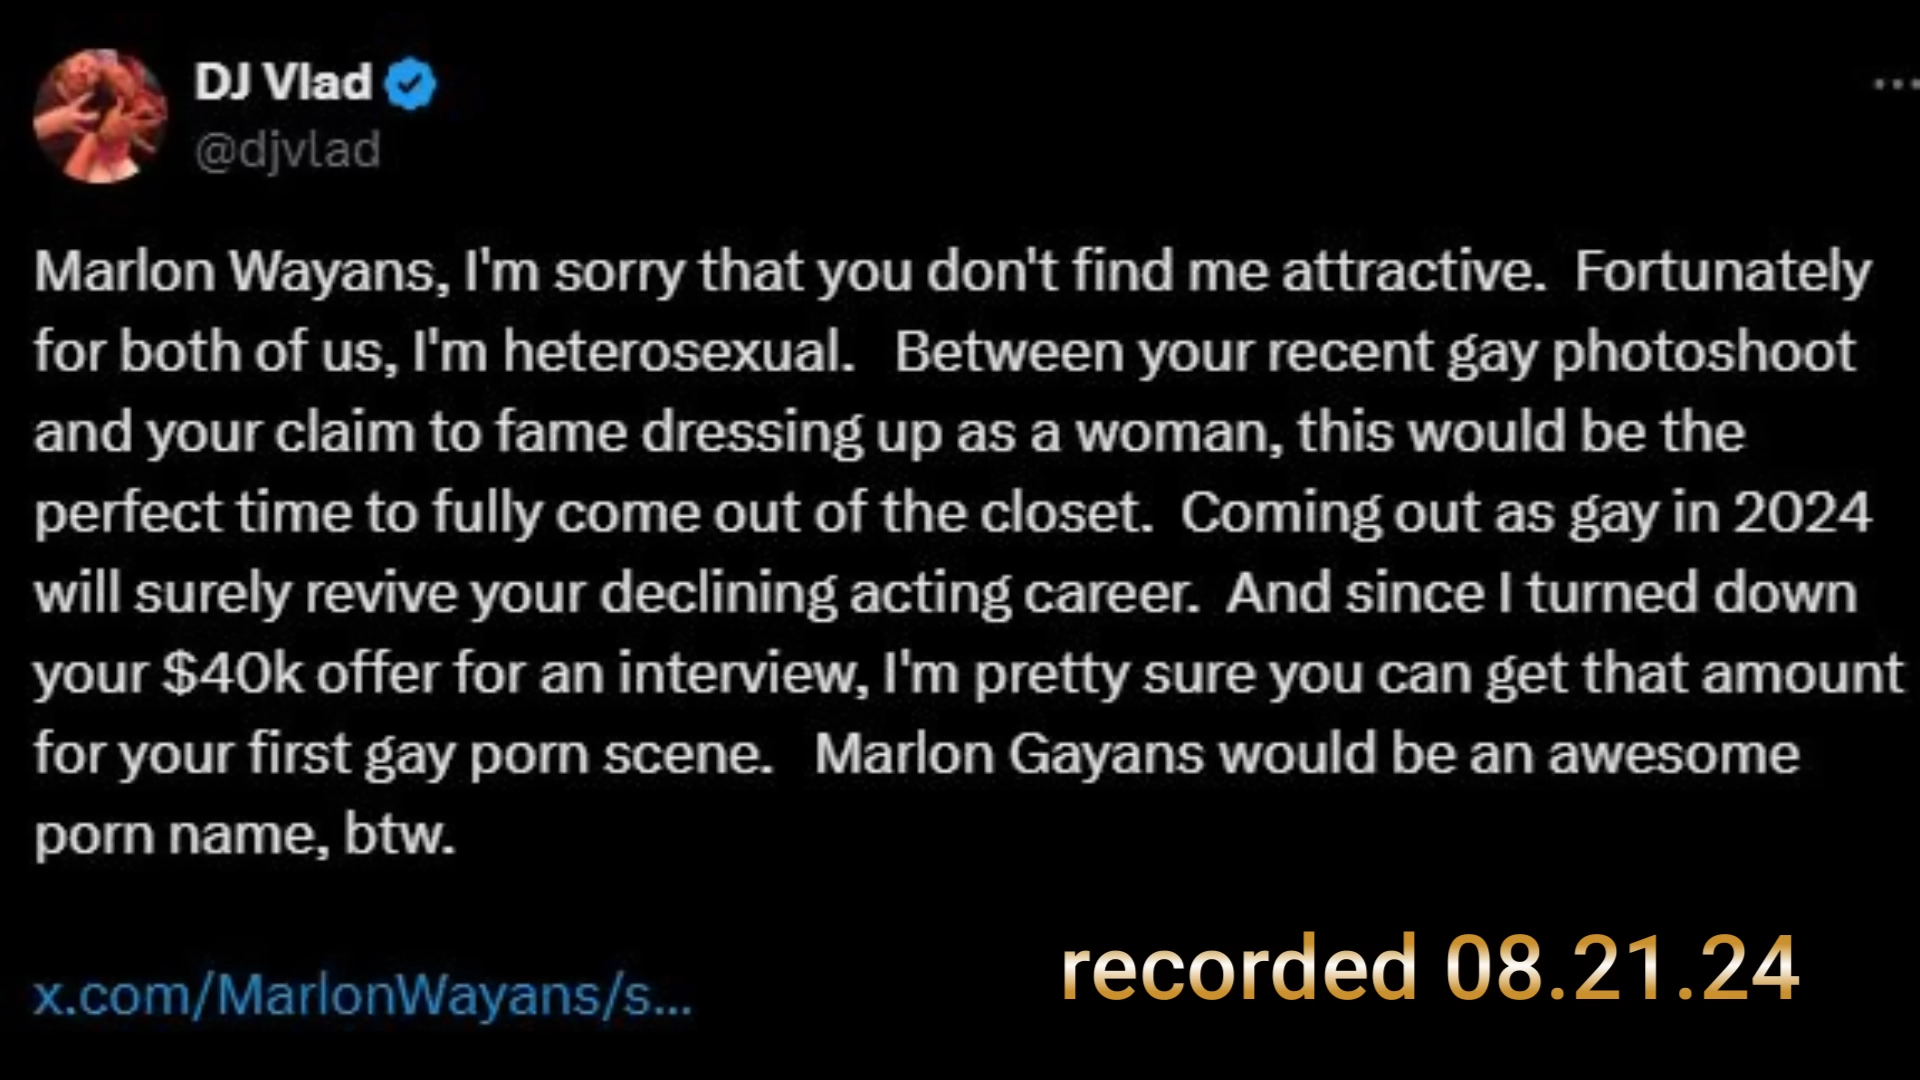 DJ Vlad
@djvlad
Marlon Wayans, I'm sorry that you don't find me attractive.  Fortunately
for both of us, I'm heterosexual.   Between your recent gay photoshoot
and your claim to fame dressing up as a woman, this would be the
perfect time to fully come out of the closet.  Coming out as gay in 2024
will surely revive your declining acting career.  And since I turned down
your $40k offer for an interview, I'm pretty sure you can get that amount
for your first gay porn scene.   Marlon Gayans would be an awesome
porn name, btw.
x.com/MarlonWayans/s...
recorded 08.21.24